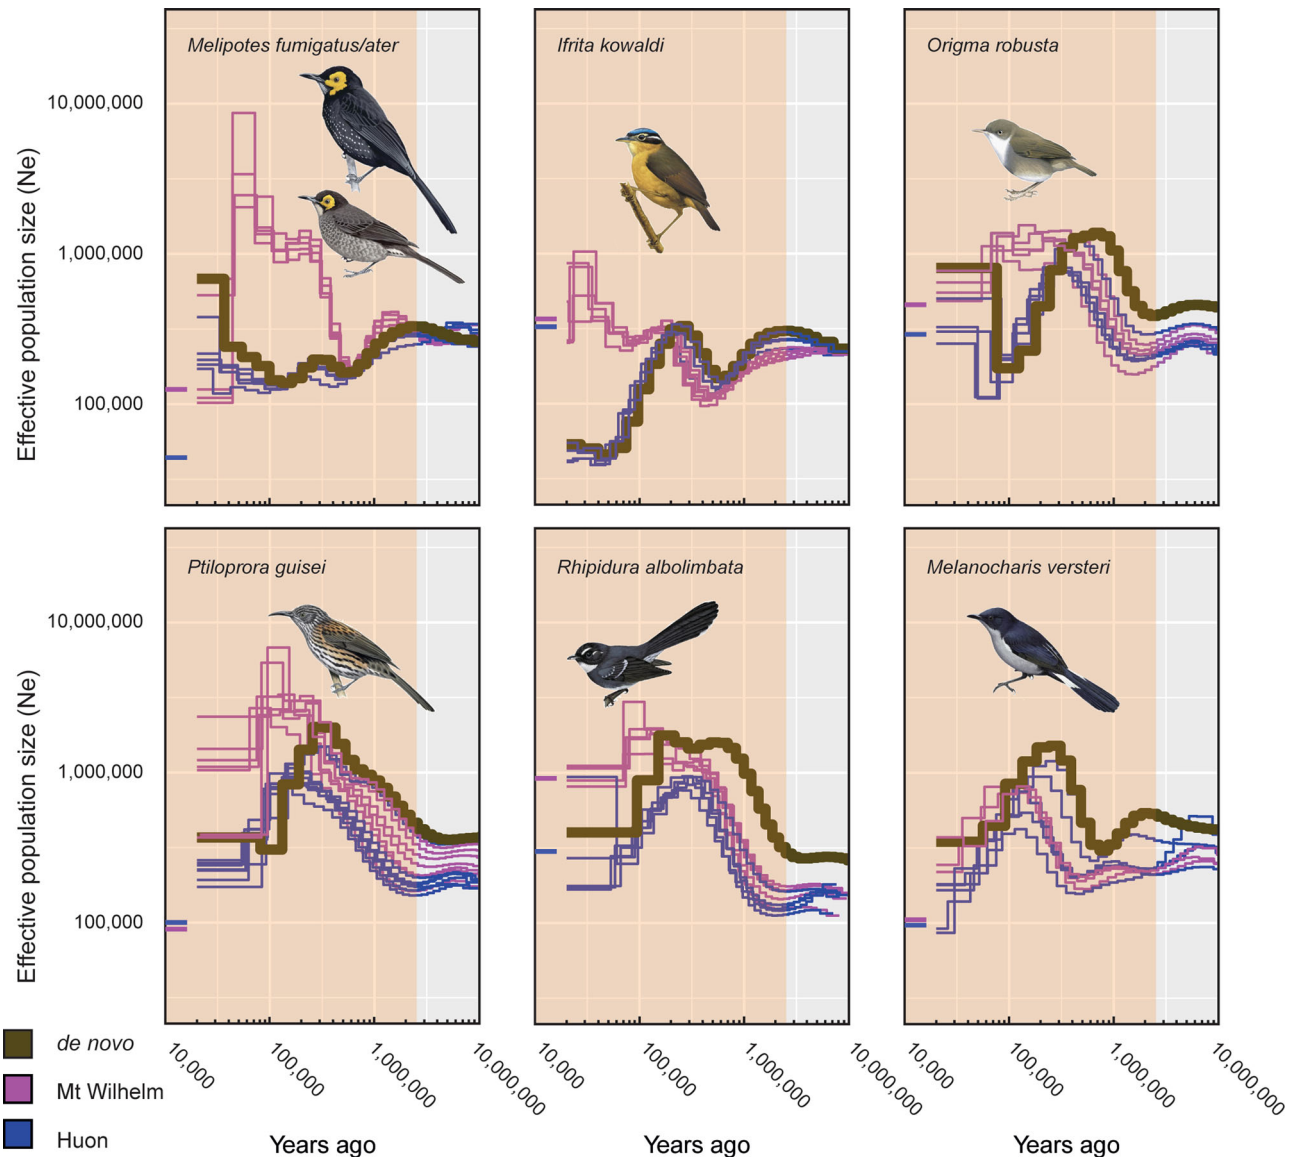 Melipotes fumigatus/ater
Ifrita kowaldi
Origma robusta
Effective population size (Ne)
10,000,000
1,000,000
100,000
Ptiloprora guisei
Rhipidura albolimbata
Melanocharis versteri
Effective population size (Ne)
10,000,000
1,000,000
100,000
10,000
100,000
1,000,000
10,000,000
10,000
100,000
1,000,000
10,000,000
10,000
100,000
1,000,000
10,000,000
Years ago
Years ago
Years ago
de novo
Mt Wilhelm
Huon